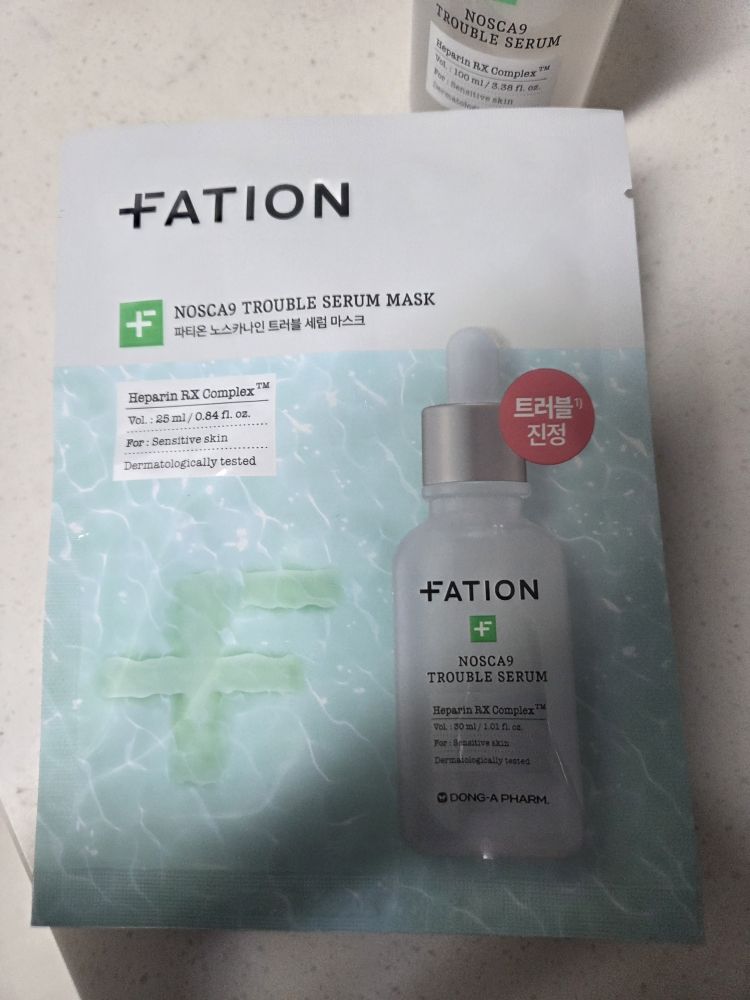 NOSCA9
TROUBLE SERUM
Heparin RX Complex™
Vol. : 100 ml / 3.38 fl. oz.
For : Sensitive skin
FATION
NOSCA9 TROUBLE SERUM MASK
파티온 노스카나인 트러블 세럼 마스크
Heparin RX Complex™
Vol. : 25 ml / 0.84 fl. oz.
For : Sensitive skin
Dermatologically tested
트러블1)
진정
FATION
NOSCA9
TROUBLE SERUM
Heparin RX Complex™
Vol. : 30 ml / 1.01 fl. oz.
For : Sensitive skin
Dermatologically tested
DONG-A PHARM.